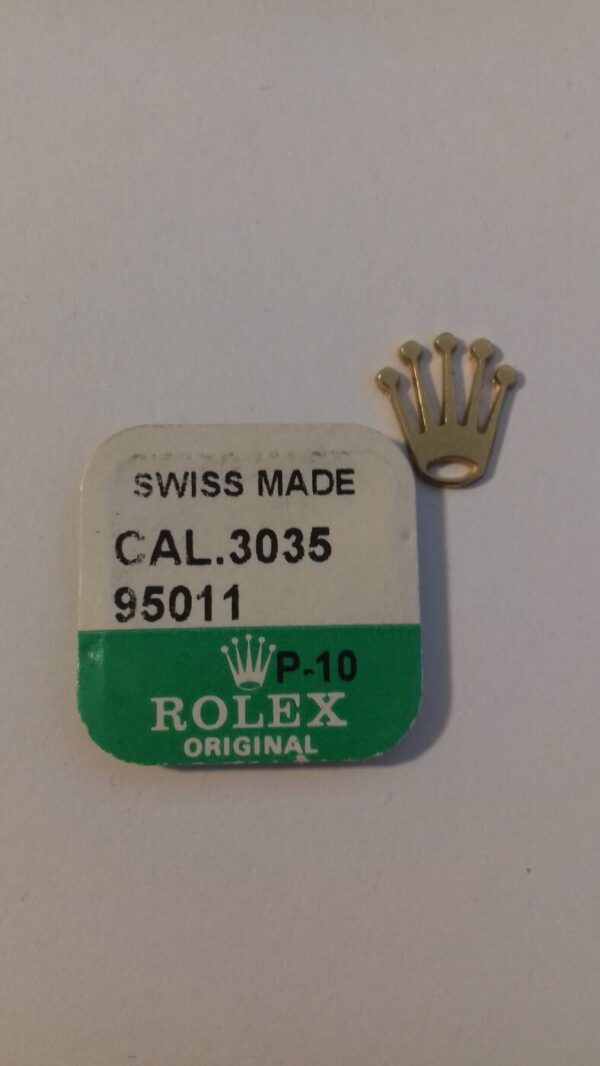 SWISS MADE
CAL.3035
95011
P-10
ROLEX
ORIGINAL